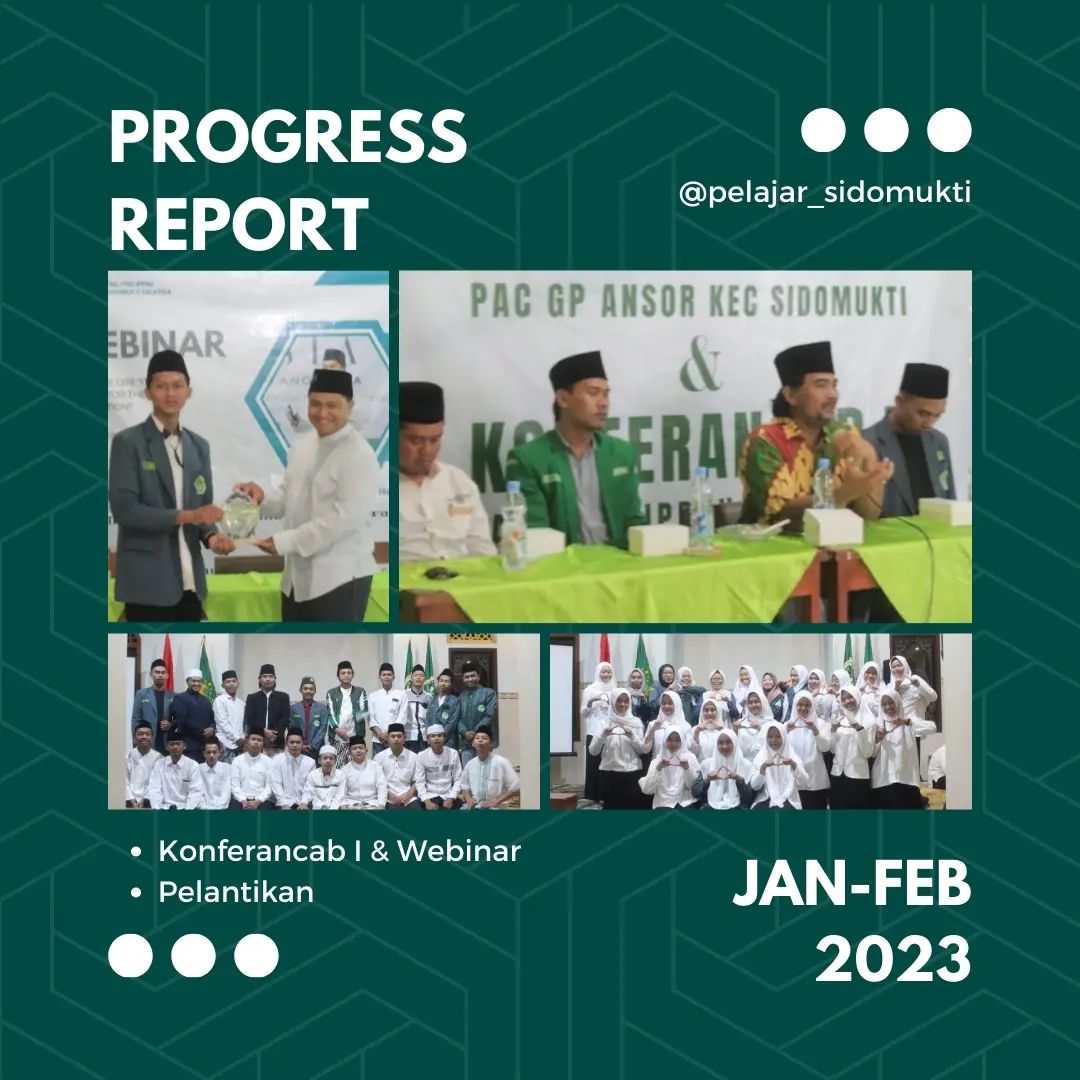 PROGRESS
REPORT
@pelajar_sidomukti
EBINAR
PAC GP ANSOR KEC SIDOMUKTI
&
Konferancab I & Webinar
Pelantikan
JAN-FEB
2023